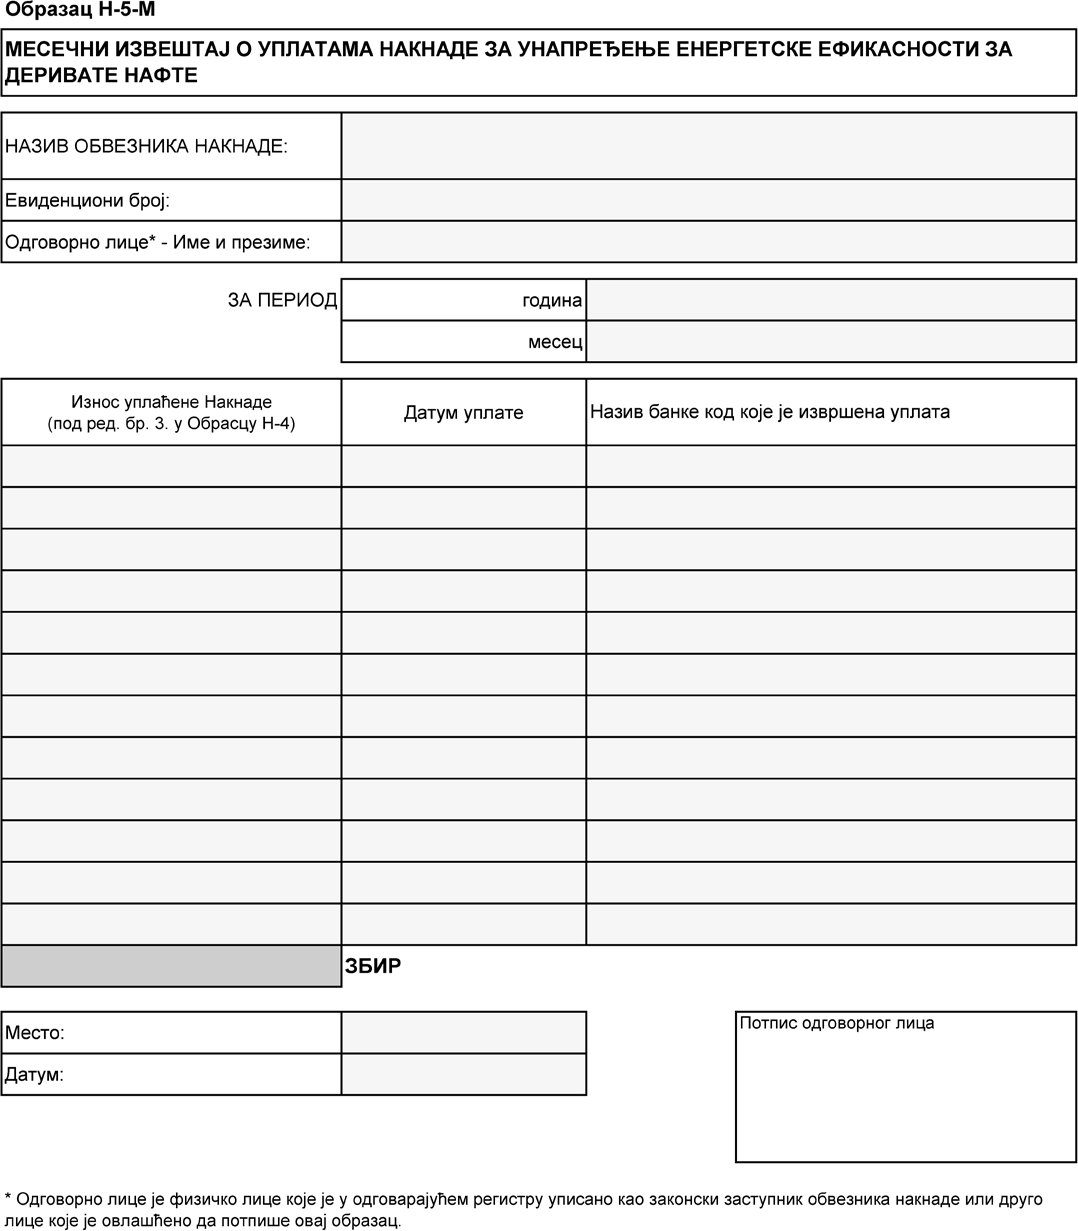 Образац Н-5-М
МЕСЕЧНИ ИЗВЕШТАЈ О УПЛАТАМА НАКНАДЕ ЗА УНАПРЕЂЕЊЕ ЕНЕРГЕТСКЕ ЕФИКАСНОСТИ ЗА
ДЕРИВАТЕ НАФТЕ
НАЗИВ ОБВЕЗНИКА НАКНАДЕ:
Евиденциони број:
Одговорно лице* - Име и презиме:
ЗА ПЕРИОД
година
месец
Износ уплаћене Накнаде
(под ред. бр. 3. у Обрасцу Н-4)
Датум уплате
Назив банке код које је извршена уплата
ЗБИР
Место:
Датум:
Потпис одговорног лица
* Одговорно лице је физичко лице које је у одговарајућем регистру уписано као законски заступник обвезника накнаде или друго
лице које је овлашћено да потпише овај образац.